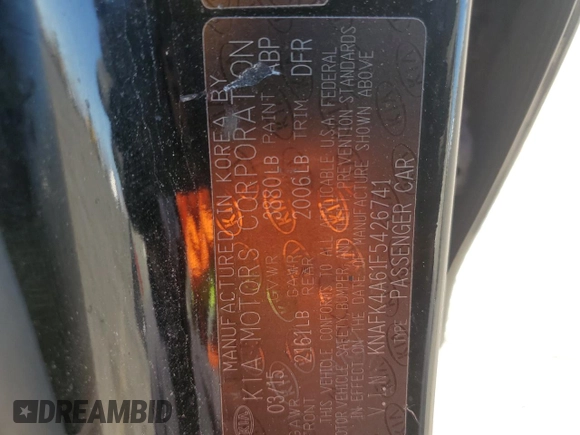 MANUFACTURED IN KOREA BY
KIA MOTORS CORPORATION
03/15 GVWR 3880LB PAINT ABP
GAWR FRONT 2161LB GAWR REAR 2006LB TRIM DFR
THIS VEHICLE CONFORMS TO ALL APPLICABLE U.S.A. FEDERAL
MOTOR VEHICLE SAFETY, BUMPER, AND THEFT PREVENTION STANDARDS
IN EFFECT ON THE DATE OF MANUFACTURE SHOWN ABOVE
V.I.N KNAFK4A61F5426741
TYPE PASSENGER CAR
DREAMBID